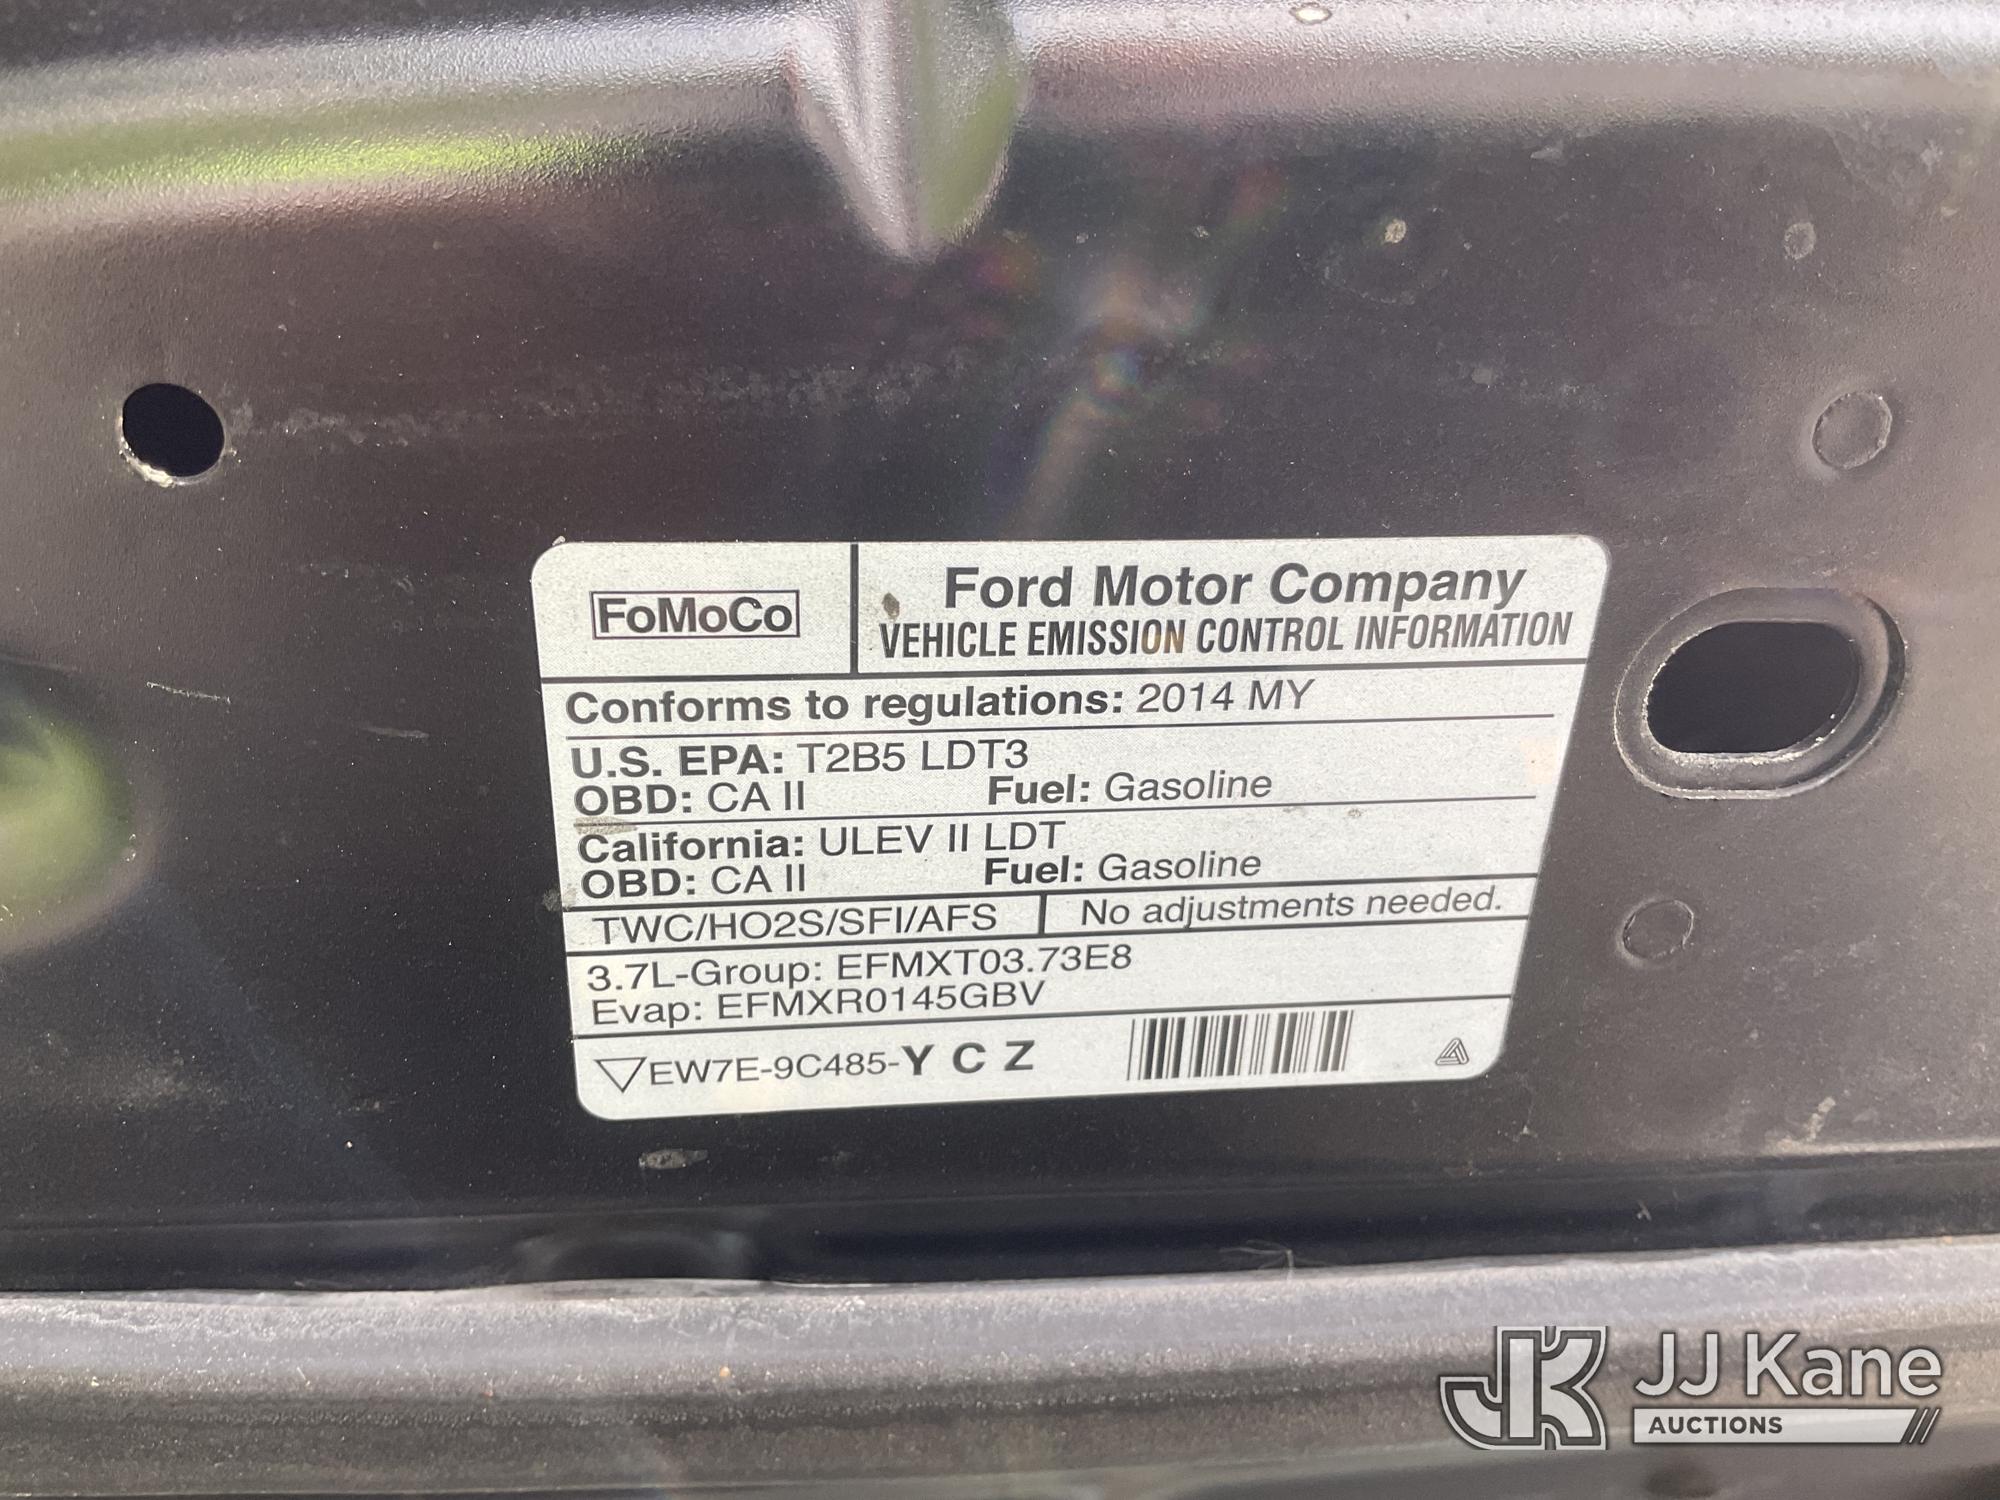 FoMoCo
Ford Motor Company
VEHICLE EMISSION CONTROL INFORMATION
Conforms to regulations: 2014 MY
U.S. EPA: T2B5 LDT3
OBD: CA II Fuel: Gasoline
California: ULEV II LDT
OBD: CA II Fuel: Gasoline
TWC/HO2S/SFI/AFS No adjustments needed.
3.7L-Group: EFMXT03.73E8
Evap: EFMXR0145GBV
EW7E-9C485-Y C Z
JK JJ Kane
AUCTIONS